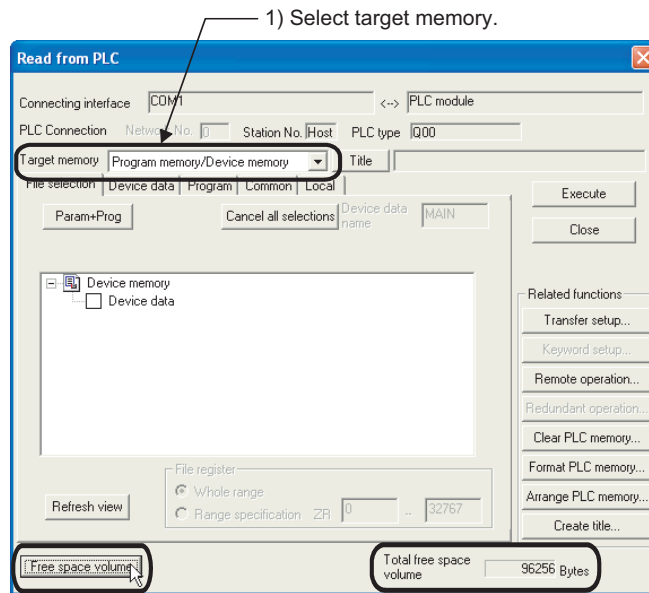 1) Select target memory.
Read from PLC
Connecting interface COM1 <--> PLC module
PLC Connection Network No. 0 Station No. Host PLC type Q00
Target memory Program memory/Device memory Title
File selection Device data Program Common Local
Execute
Param+Prog Cancel all selections Device data name MAIN
Close
Device memory
Device data
Related functions
Transfer setup...
Keyword setup...
Remote operation...
Redundant operation...
Clear PLC memory...
Format PLC memory...
Arrange PLC memory...
Create title...
File register
Whole range
Refresh view
Range specification ZR 0 .. 32767
Free space volume
Total free space volume 96256 Bytes